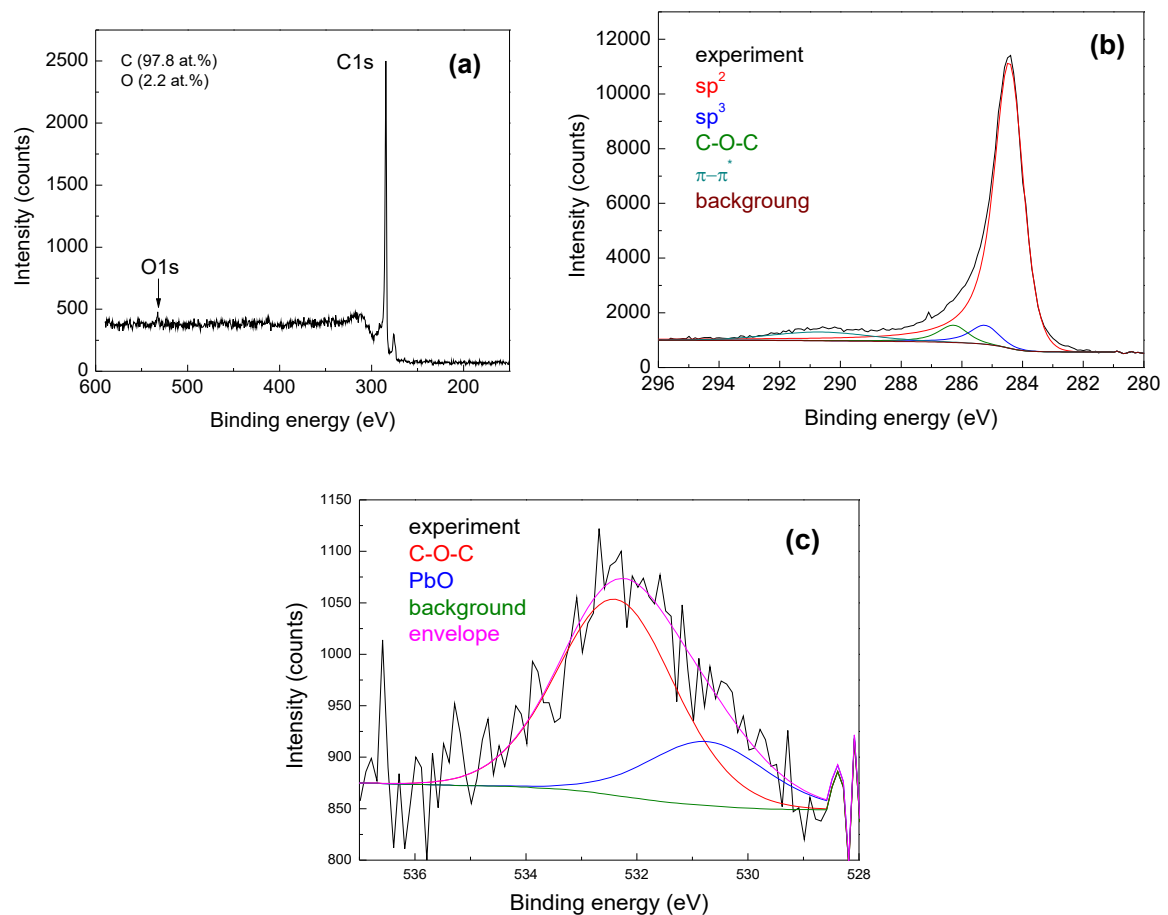 C (97.8 at.%)
O (2.2 at.%)
C1s
(a)
O1s
2500
2000
1500
1000
500
0
Intensity (counts)
600 500 400 300 200
Binding energy (eV)
(b)
experiment
sp²
sp³
C-O-C
π–π*
backgroung
12000
10000
8000
6000
4000
2000
0
Intensity (counts)
296 294 292 290 288 286 284 282 280
Binding energy (eV)
(c)
experiment
C-O-C
PbO
background
envelope
1150
1100
1050
1000
950
900
850
800
Intensity (counts)
536 534 532 530 528
Binding energy (eV)